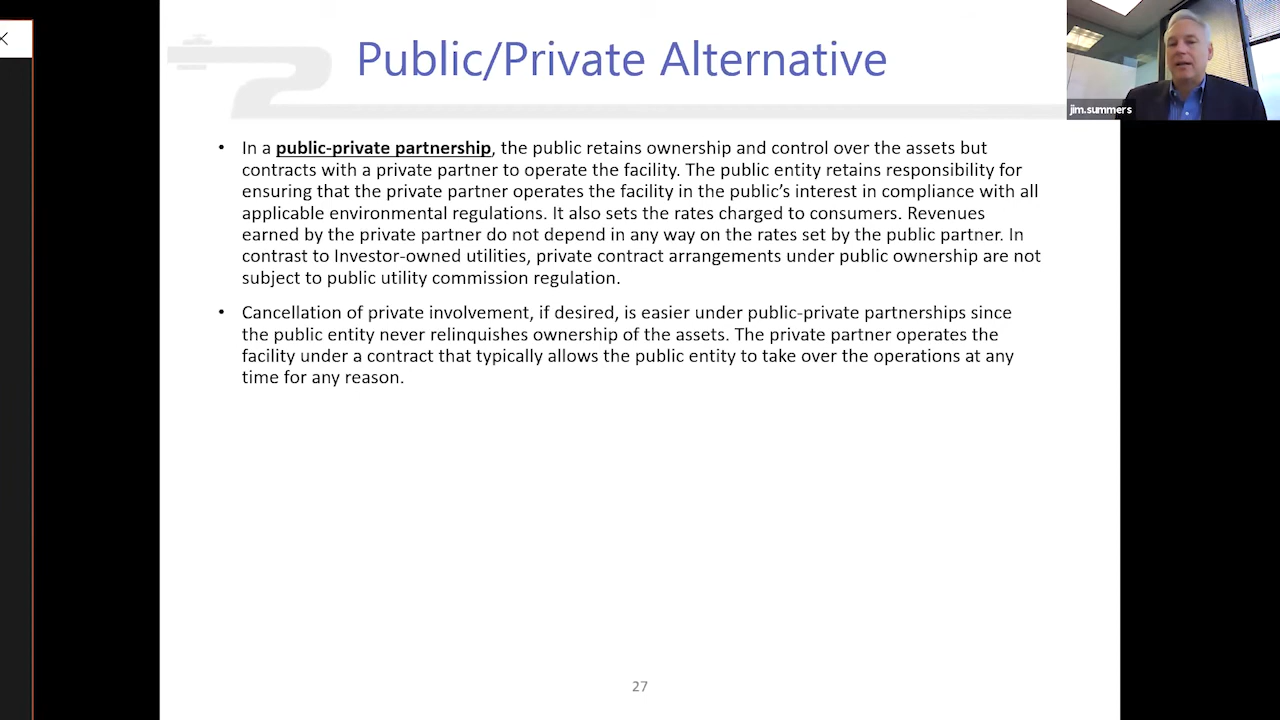 Public/Private Alternative
jim.summers
• In a public-private partnership, the public retains ownership and control over the assets but
contracts with a private partner to operate the facility. The public entity retains responsibility for
ensuring that the private partner operates the facility in the public’s interest in compliance with all
applicable environmental regulations. It also sets the rates charged to consumers. Revenues
earned by the private partner do not depend in any way on the rates set by the public partner. In
contrast to Investor-owned utilities, private contract arrangements under public ownership are not
subject to public utility commission regulation.
• Cancellation of private involvement, if desired, is easier under public-private partnerships since
the public entity never relinquishes ownership of the assets. The private partner operates the
facility under a contract that typically allows the public entity to take over the operations at any
time for any reason.
27